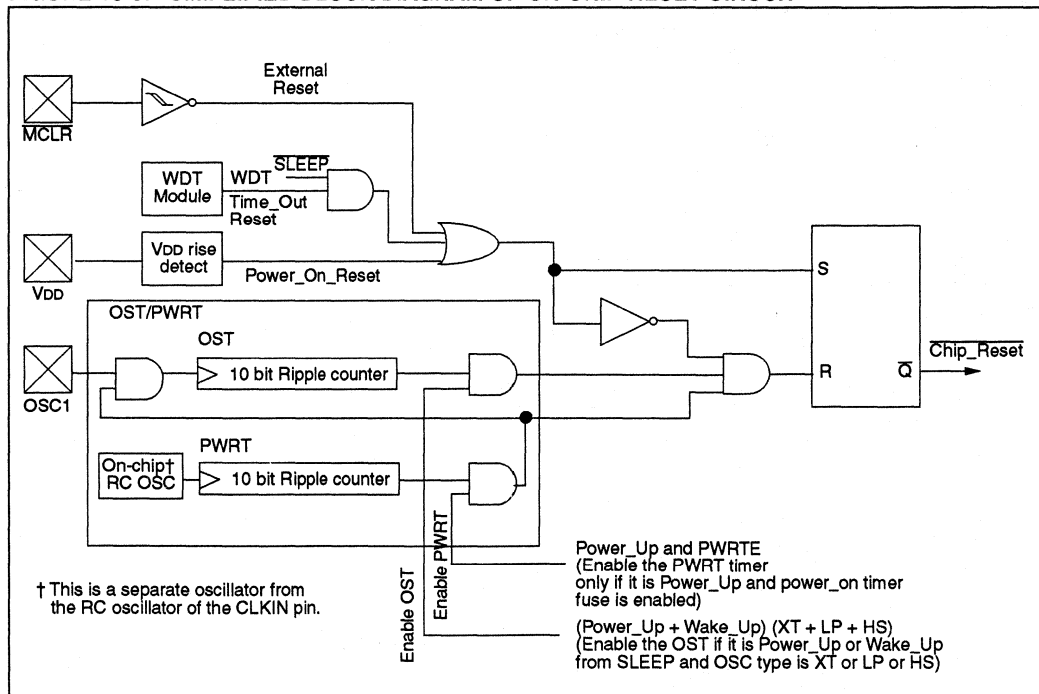 External
Reset
MCLR
SLEEP
WDT
Module
WDT
Time_Out
Reset
VDD rise
detect
Power_On_Reset
VDD
S
OST/PWRT
OST
10 bit Ripple counter
OSC1
R
Q
Chip_Reset
PWRT
On-chip†
RC OSC
10 bit Ripple counter
Enable PWRT
Enable OST
Power_Up and PWRTE
(Enable the PWRT timer
only if it is Power_Up and power_on timer
fuse is enabled)
(Power_Up + Wake_Up) (XT + LP + HS)
(Enable the OST if it is Power_Up or Wake_Up
from SLEEP and OSC type is XT or LP or HS)
† This is a separate oscillator from
the RC oscillator of the CLKIN pin.